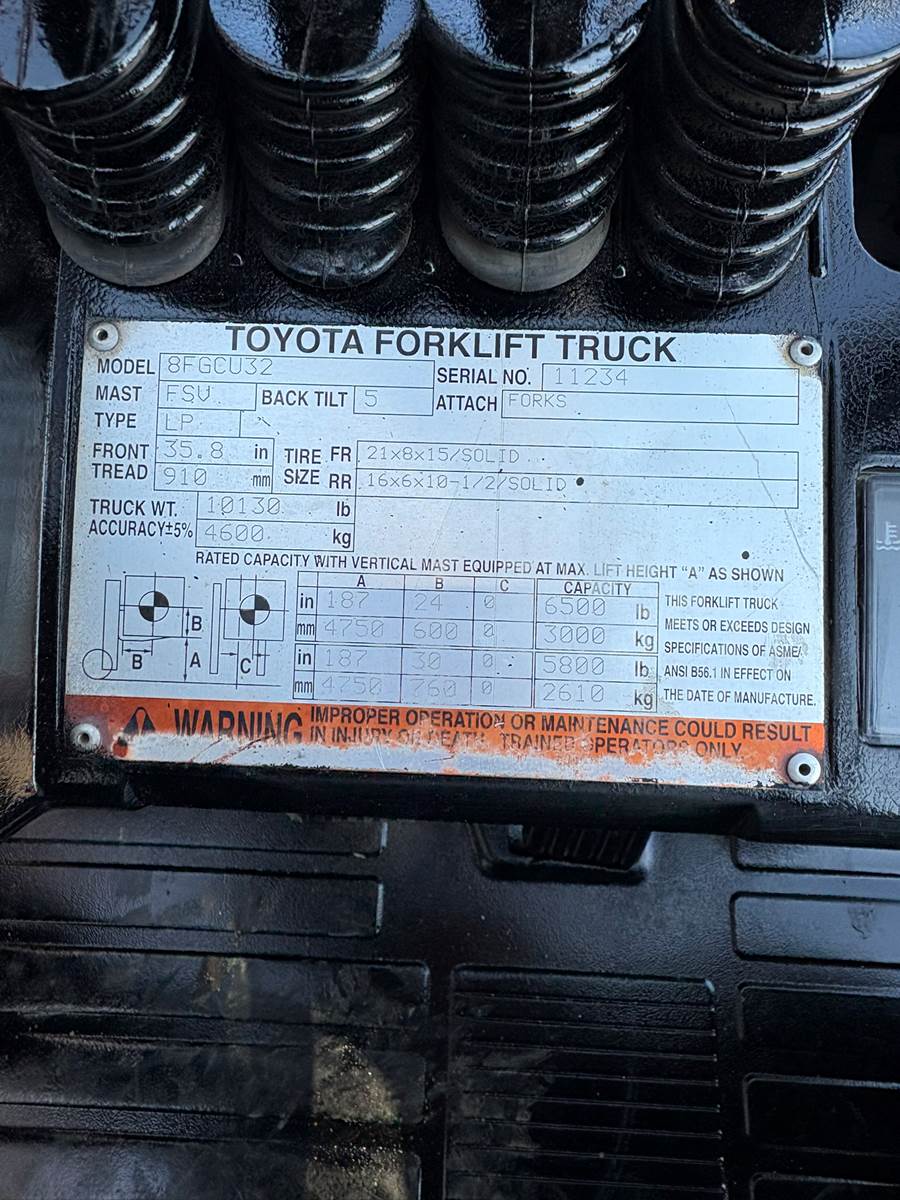 TOYOTA FORKLIFT TRUCK
MODEL 8FGCU32 SERIAL NO. 11234
MAST FSV BACK TILT 5 ATTACH FORKS
TYPE LP
FRONT TREAD 35.8 in TIRE SIZE FR 21x8x15/SOLID
910 mm RR 16x6x10-1/2/SOLID
TRUCK WT. 10130 lb
ACCURACY±5% 4600 kg
RATED CAPACITY WITH VERTICAL MAST EQUIPPED AT MAX. LIFT HEIGHT "A" AS SHOWN
A B C CAPACITY
in 187 24 0 6500 lb
mm 4750 600 0 3000 kg
in 187 30 0 5800 lb
mm 4750 760 0 2610 kg
B
B A C
THIS FORKLIFT TRUCK
MEETS OR EXCEEDS DESIGN
SPECIFICATIONS OF ASME/
ANSI B56.1 IN EFFECT ON
THE DATE OF MANUFACTURE.
WARNING IMPROPER OPERATION OR MAINTENANCE COULD RESULT
IN INJURY OR DEATH. TRAINED OPERATORS ONLY